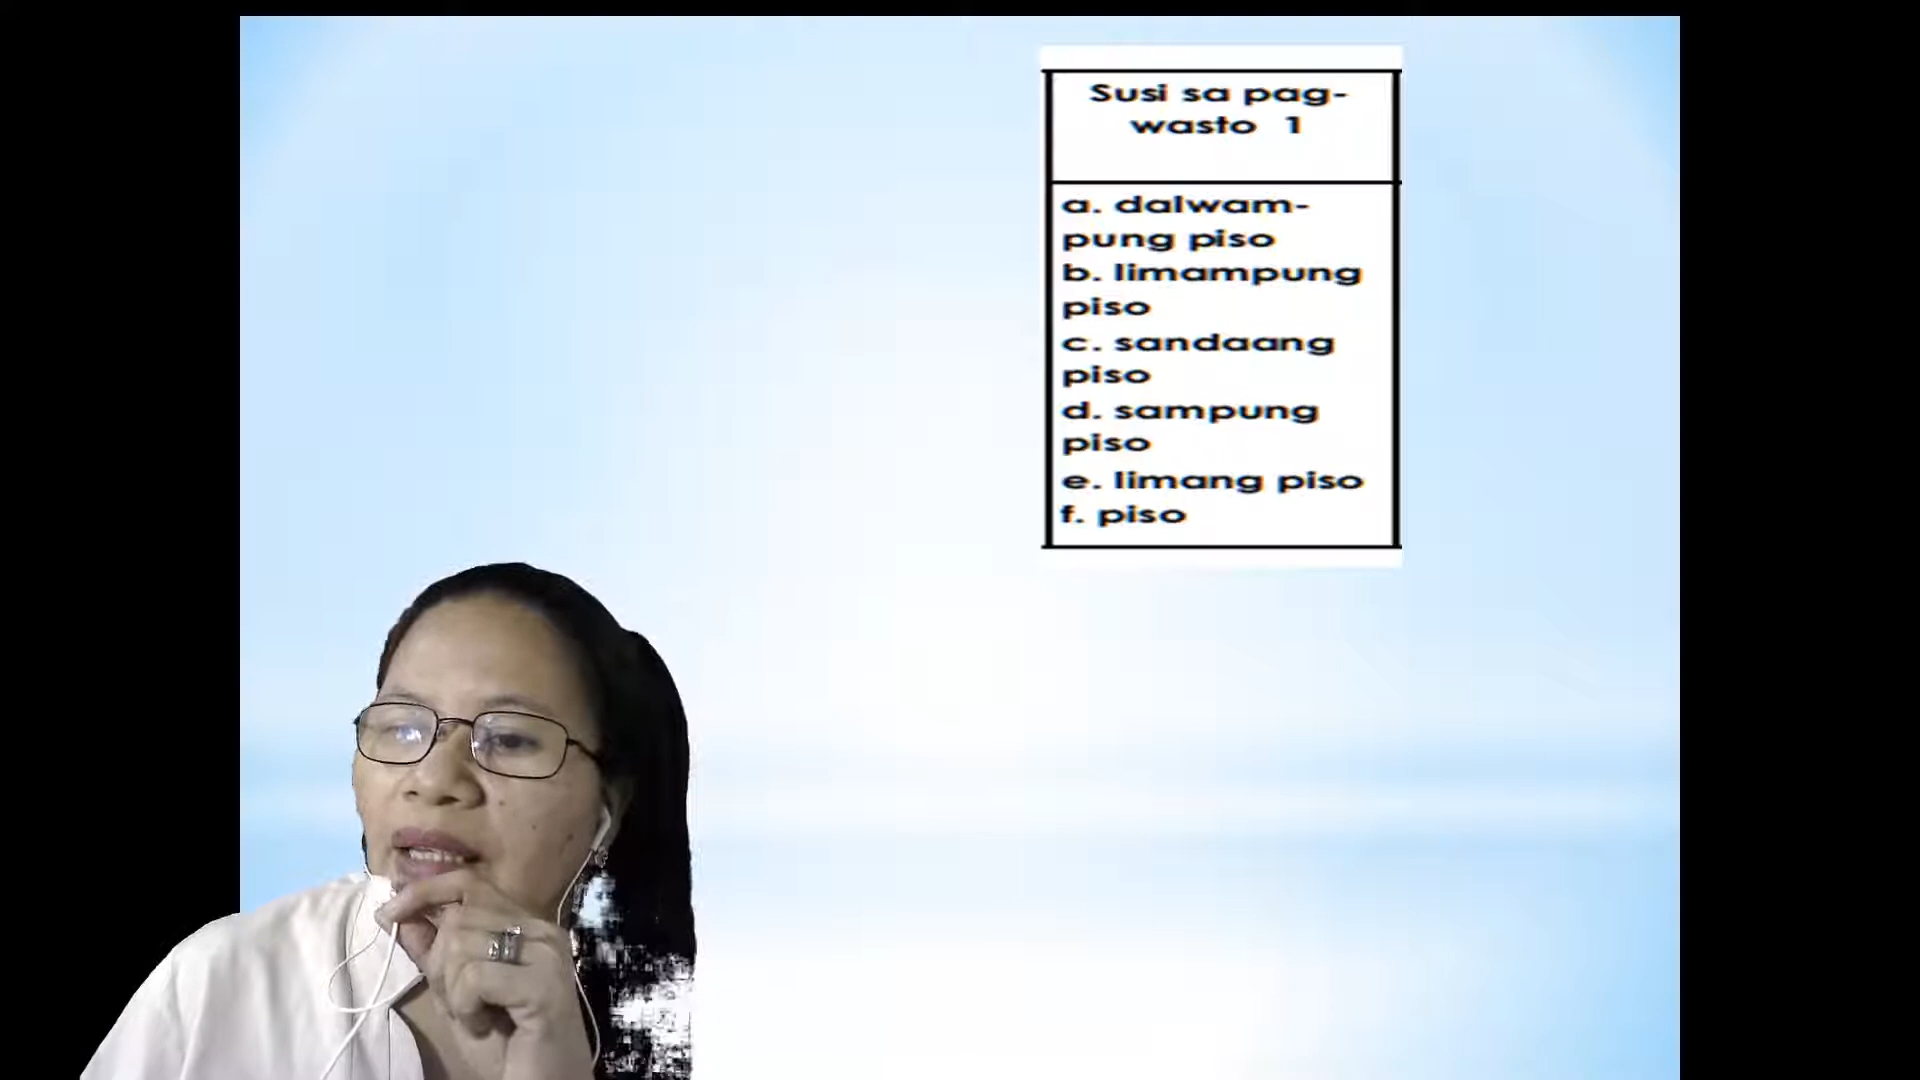 Susi sa pag-
wasto 1
a. dalwam-
pung piso
b. limampung
piso
c. sandaang
piso
d. sampung
piso
e. limang piso
f. piso